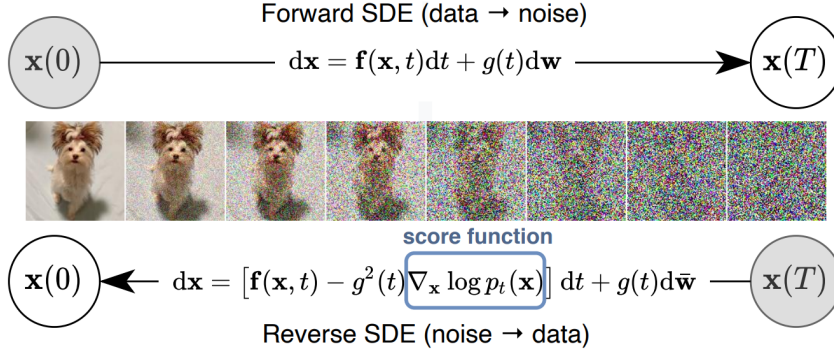 Forward SDE (data → noise)
x(0) dx = f(x, t)dt + g(t)dw x(T)
score function
x(0) dx = [f(x, t) − g²(t)∇ₓ log pₜ(x)] dt + g(t)dw̄ x(T)
Reverse SDE (noise → data)